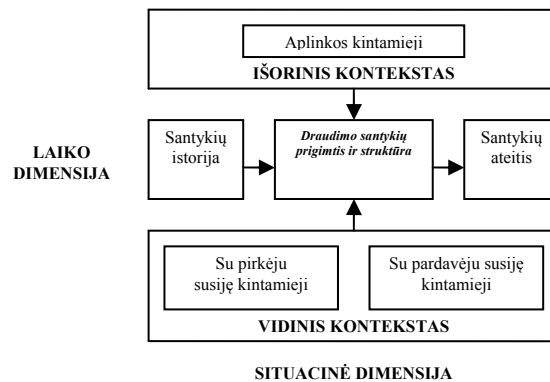 Aplinkos kintamieji
IŠORINIS KONTEKSTAS
LAIKO
DIMENSIJA
Santykių
istorija
Draudimo santykių
prigimtis ir struktūra
Santykių
ateitis
Su pirkėju
susiję kintamieji
Su pardavėju susiję
kintamieji
VIDINIS KONTEKSTAS
SITUACINĖ DIMENSIJA